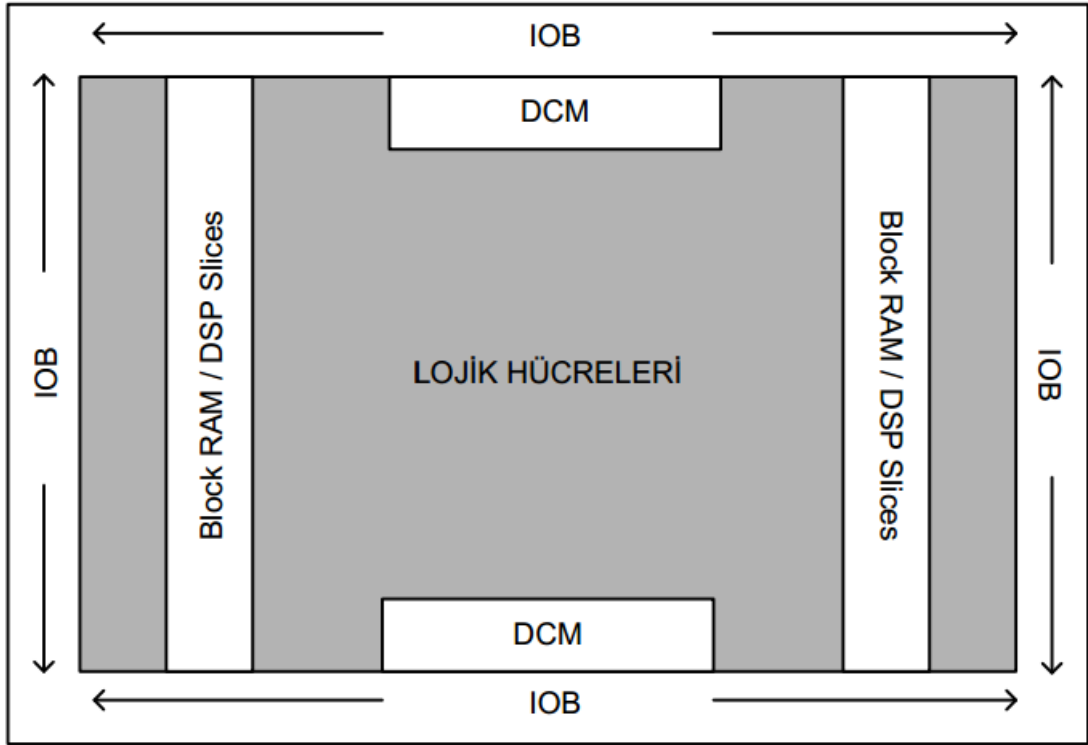 IOB
DCM
Block RAM / DSP Slices
Block RAM / DSP Slices
LOJİK HÜCRELERİ
IOB
IOB
DCM
IOB